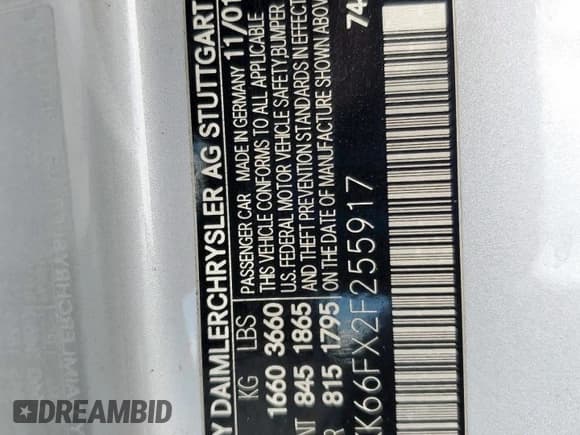 Y DAIMLERCHRYSLER AG STUTTGART
KG LBS PASSENGER CAR MADE IN GERMANY 11/01
1660 3660 THIS VEHICLE CONFORMS TO ALL APPLICABLE
U.S. FEDERAL MOTOR VEHICLE SAFETY, BUMPER
NT 845 1865 AND THEFT PREVENTION STANDARDS IN EFFECT
R 815 1795 ON THE DATE OF MANUFACTURE SHOWN ABOVE
74
K66FX2F255917
DREAMBID